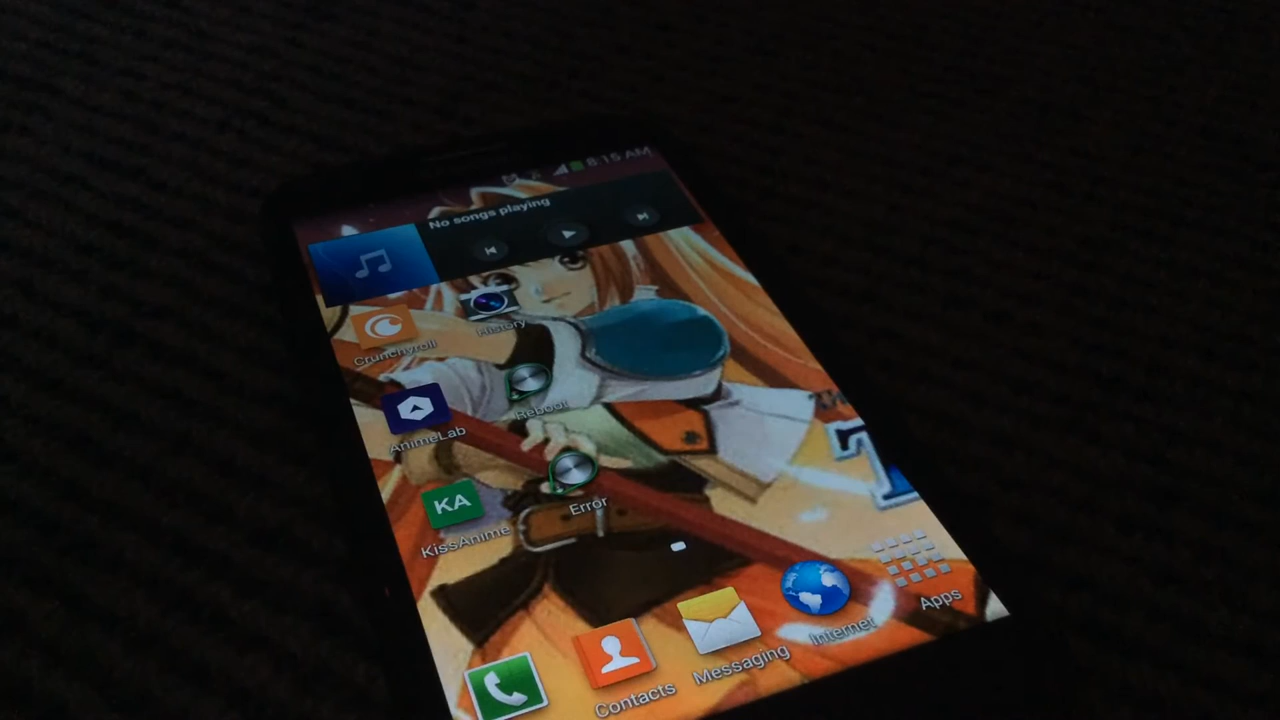 8:15 AM
No songs playing
Crunchyroll
History
AnimeLab
Reboot
KA
KissAnime
Error
T
Contacts
Messaging
Internet
Apps